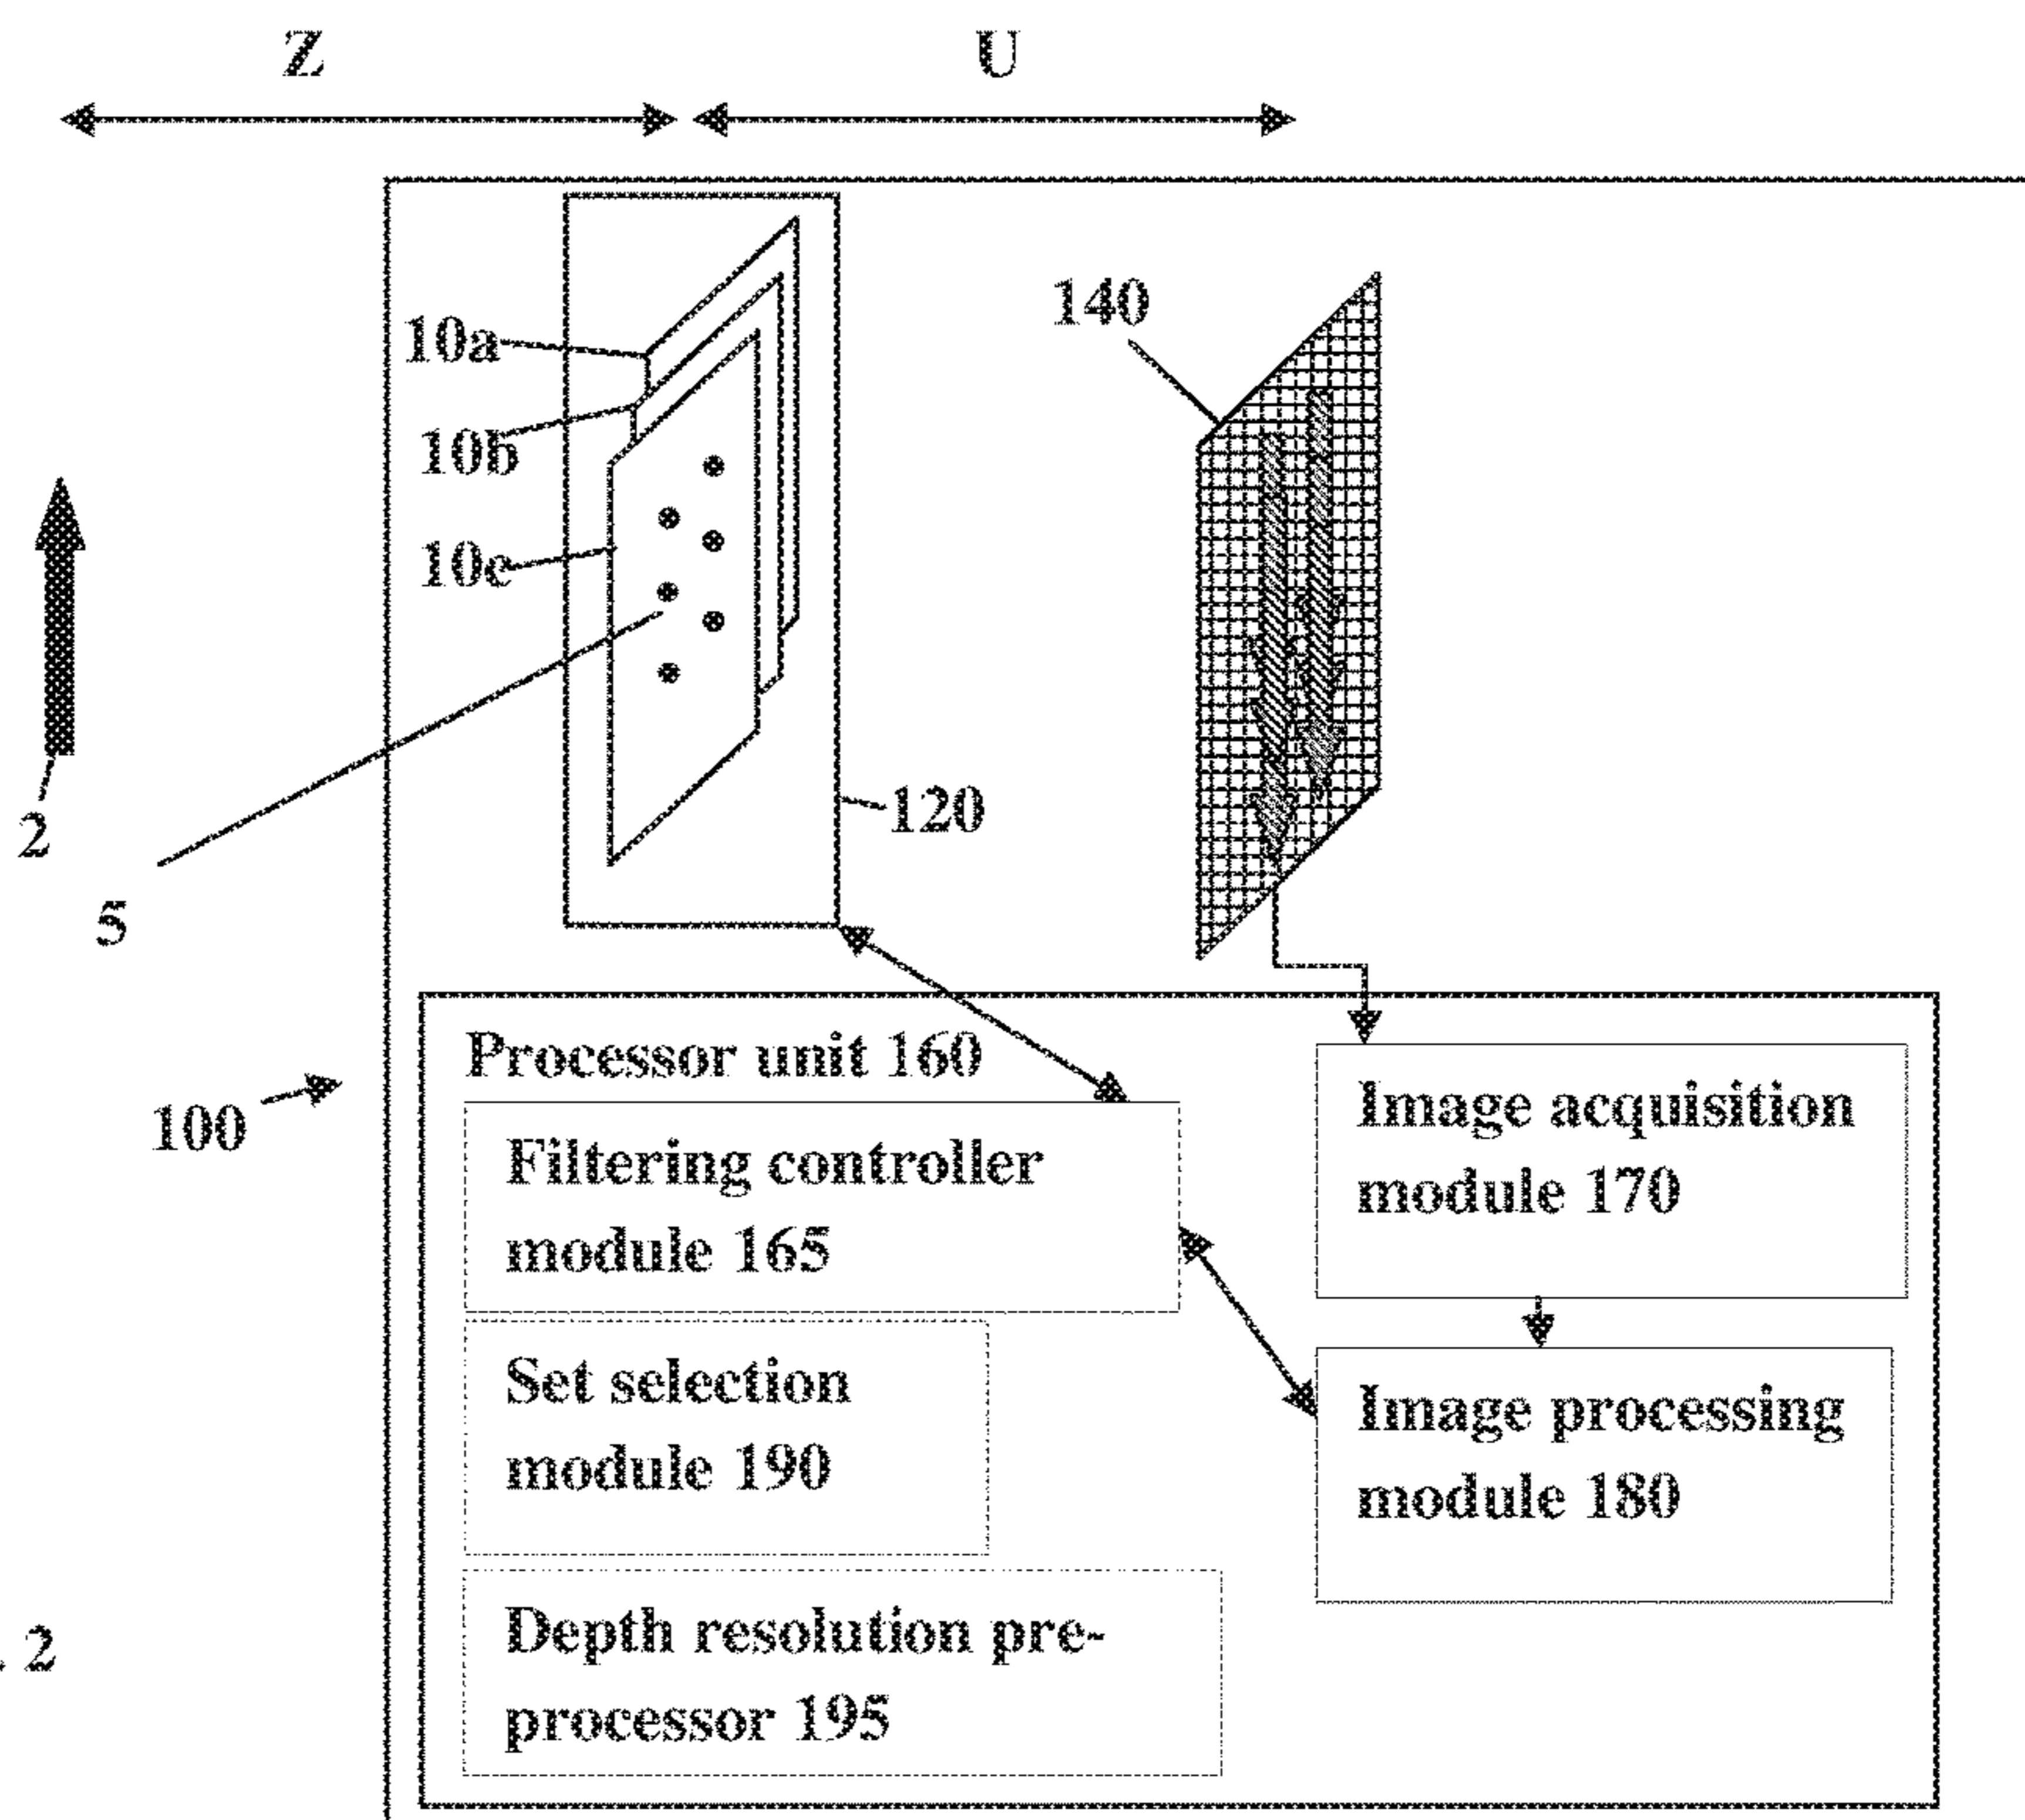 Z
U
140
10a
10b
10c
120
2
5
Processor unit 160
100
Image acquisition
module 170
Filtering controller
module 165
Set selection
module 190
Image processing
module 180
Depth resolution pre-
processor 195
. 2